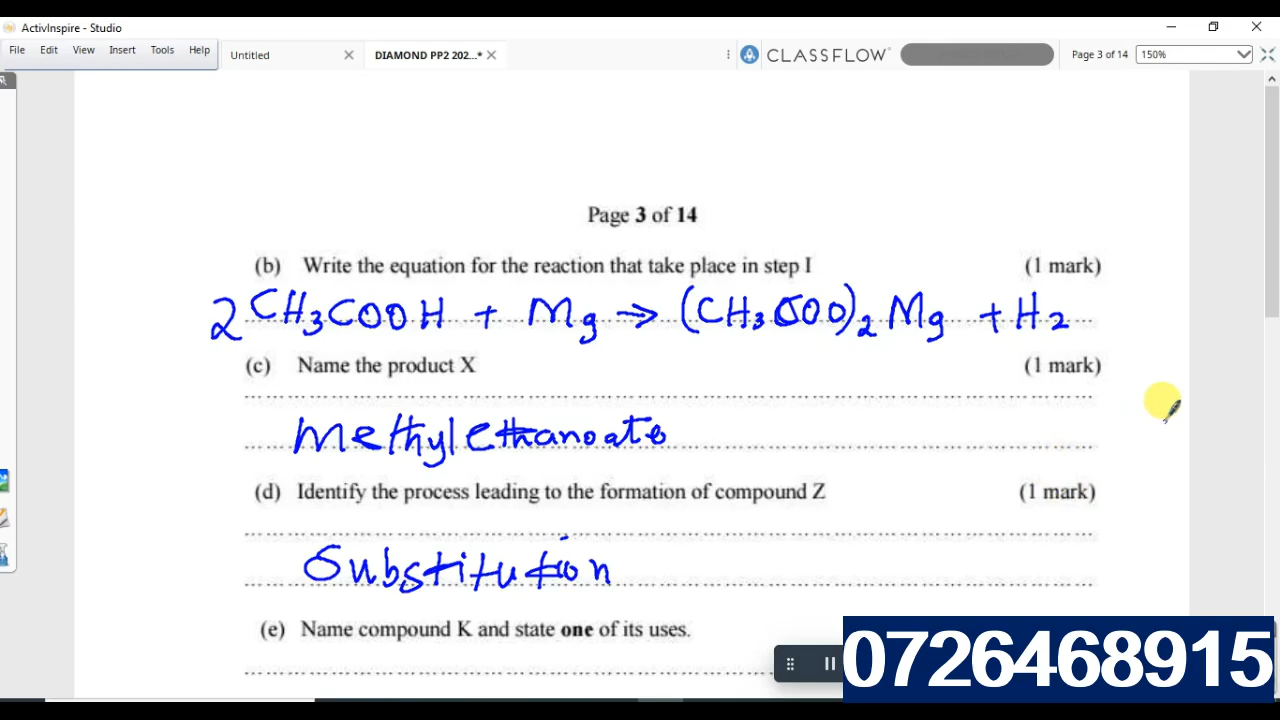 ActivInspire - Studio
File Edit View Insert Tools Help
Untitled
DIAMOND PP2 202...*
CLASSFLOW
Page 3 of 14
150%
Page 3 of 14
(b) Write the equation for the reaction that take place in step I (1 mark)
2CH3COOH + Mg → (CH3COO)2 Mg + H2
(c) Name the product X (1 mark)
Methylethanoate
(d) Identify the process leading to the formation of compound Z (1 mark)
Substitution
(e) Name compound K and state one of its uses.
0726468915